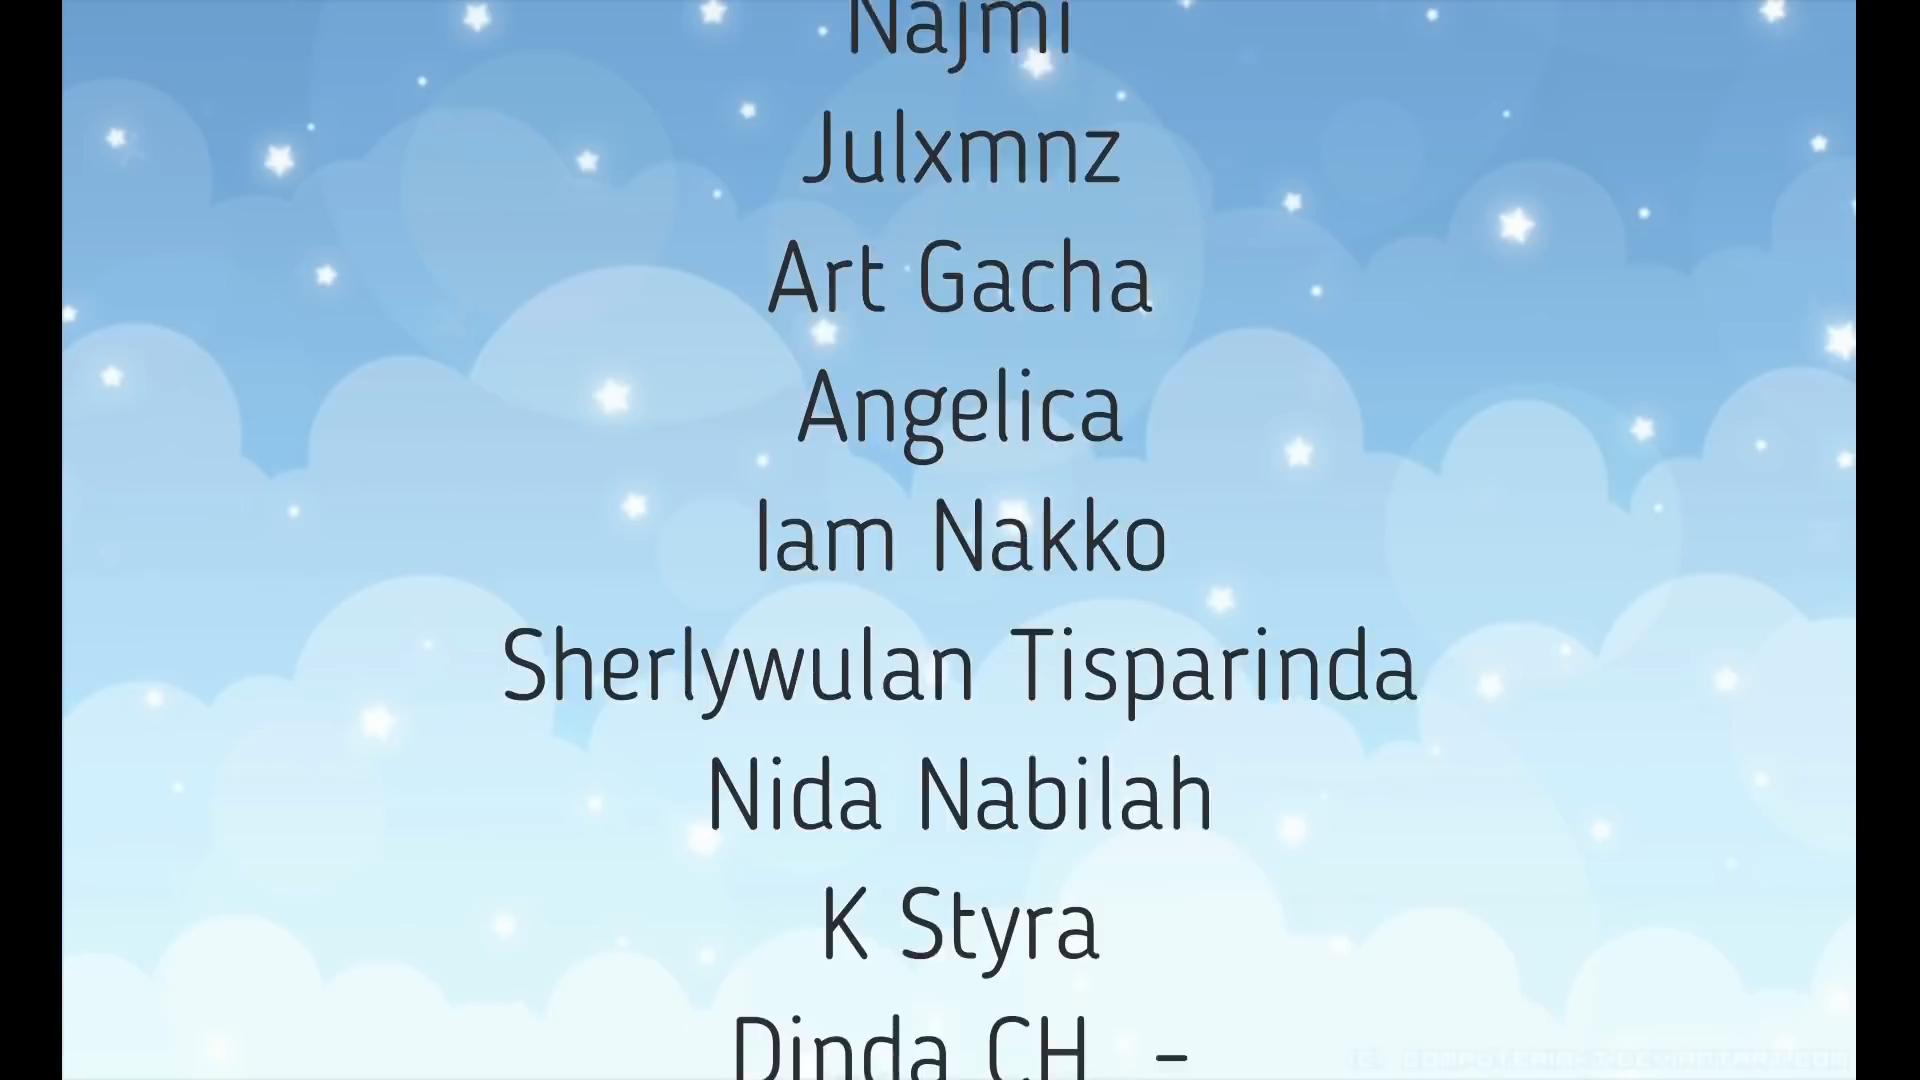 Najmi
Julxmnz
Art Gacha
Angelica
Iam Nakko
Sherlywulan Tisparinda
Nida Nabilah
K Styra
Dinda CH -